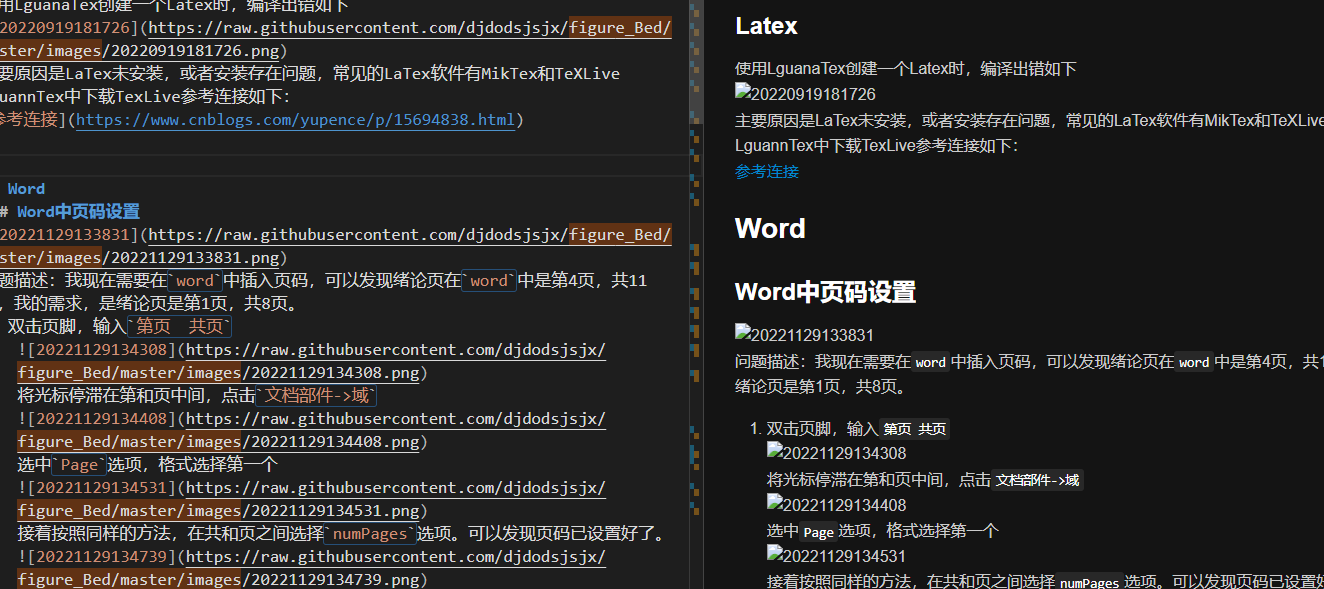 用LguanaTex创建一个Latex时，编译出错如下
20220919181726](https://raw.githubusercontent.com/djdodsjsjx/figure_Bed/
ster/images/20220919181726.png)
要原因是LaTex未安装，或者安装存在问题，常见的LaTex软件有MikTex和TeXLive
guannTex中下载TexLive参考连接如下：
参考连接](https://www.cnblogs.com/yupence/p/15694838.html)
Word
# Word中页码设置
20221129133831](https://raw.githubusercontent.com/djdodsjsjx/figure_Bed/
ster/images/20221129133831.png)
题描述：我现在需要在`word`中插入页码，可以发现绪论页在`word`中是第4页，共11
，我的需求，是绪论页是第1页，共8页。
双击页脚，输入`第页  共页`
![20221129134308](https://raw.githubusercontent.com/djdodsjsjx/
figure_Bed/master/images/20221129134308.png)
将光标停滞在第和页中间，点击`文档部件->域`
![20221129134408](https://raw.githubusercontent.com/djdodsjsjx/
figure_Bed/master/images/20221129134408.png)
选中`Page`选项，格式选择第一个
![20221129134531](https://raw.githubusercontent.com/djdodsjsjx/
figure_Bed/master/images/20221129134531.png)
接着按照同样的方法，在共和页之间选择`numPages`选项。可以发现页码已设置好了。
![20221129134739](https://raw.githubusercontent.com/djdodsjsjx/
figure_Bed/master/images/20221129134739.png)
Latex
使用LguanaTex创建一个Latex时，编译出错如下
20220919181726
主要原因是LaTex未安装，或者安装存在问题，常见的LaTex软件有MikTex和TeXLive
LguannTex中下载TexLive参考连接如下：
参考连接
Word
Word中页码设置
20221129133831
问题描述：我现在需要在 word 中插入页码，可以发现绪论页在 word 中是第4页，共1
绪论页是第1页，共8页。
1. 双击页脚，输入 第页 共页
20221129134308
将光标停滞在第和页中间，点击 文档部件->域
20221129134408
选中 Page 选项，格式选择第一个
20221129134531
接着按照同样的方法，在共和页之间选择 numPages 选项。可以发现页码已设置好